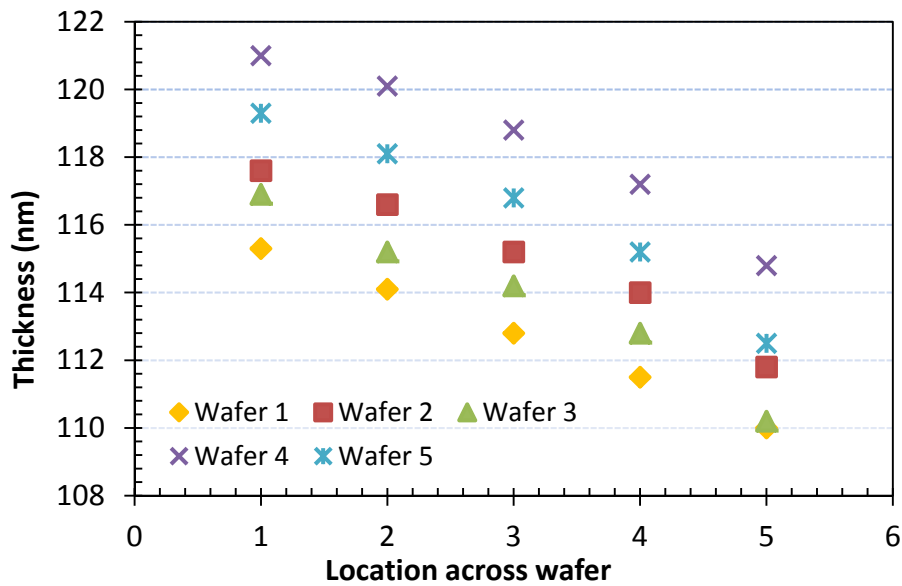 122
120
118
116
114
112
110
108
Thickness (nm)
Wafer 1 Wafer 2 Wafer 3
Wafer 4 Wafer 5
0 1 2 3 4 5 6
Location across wafer